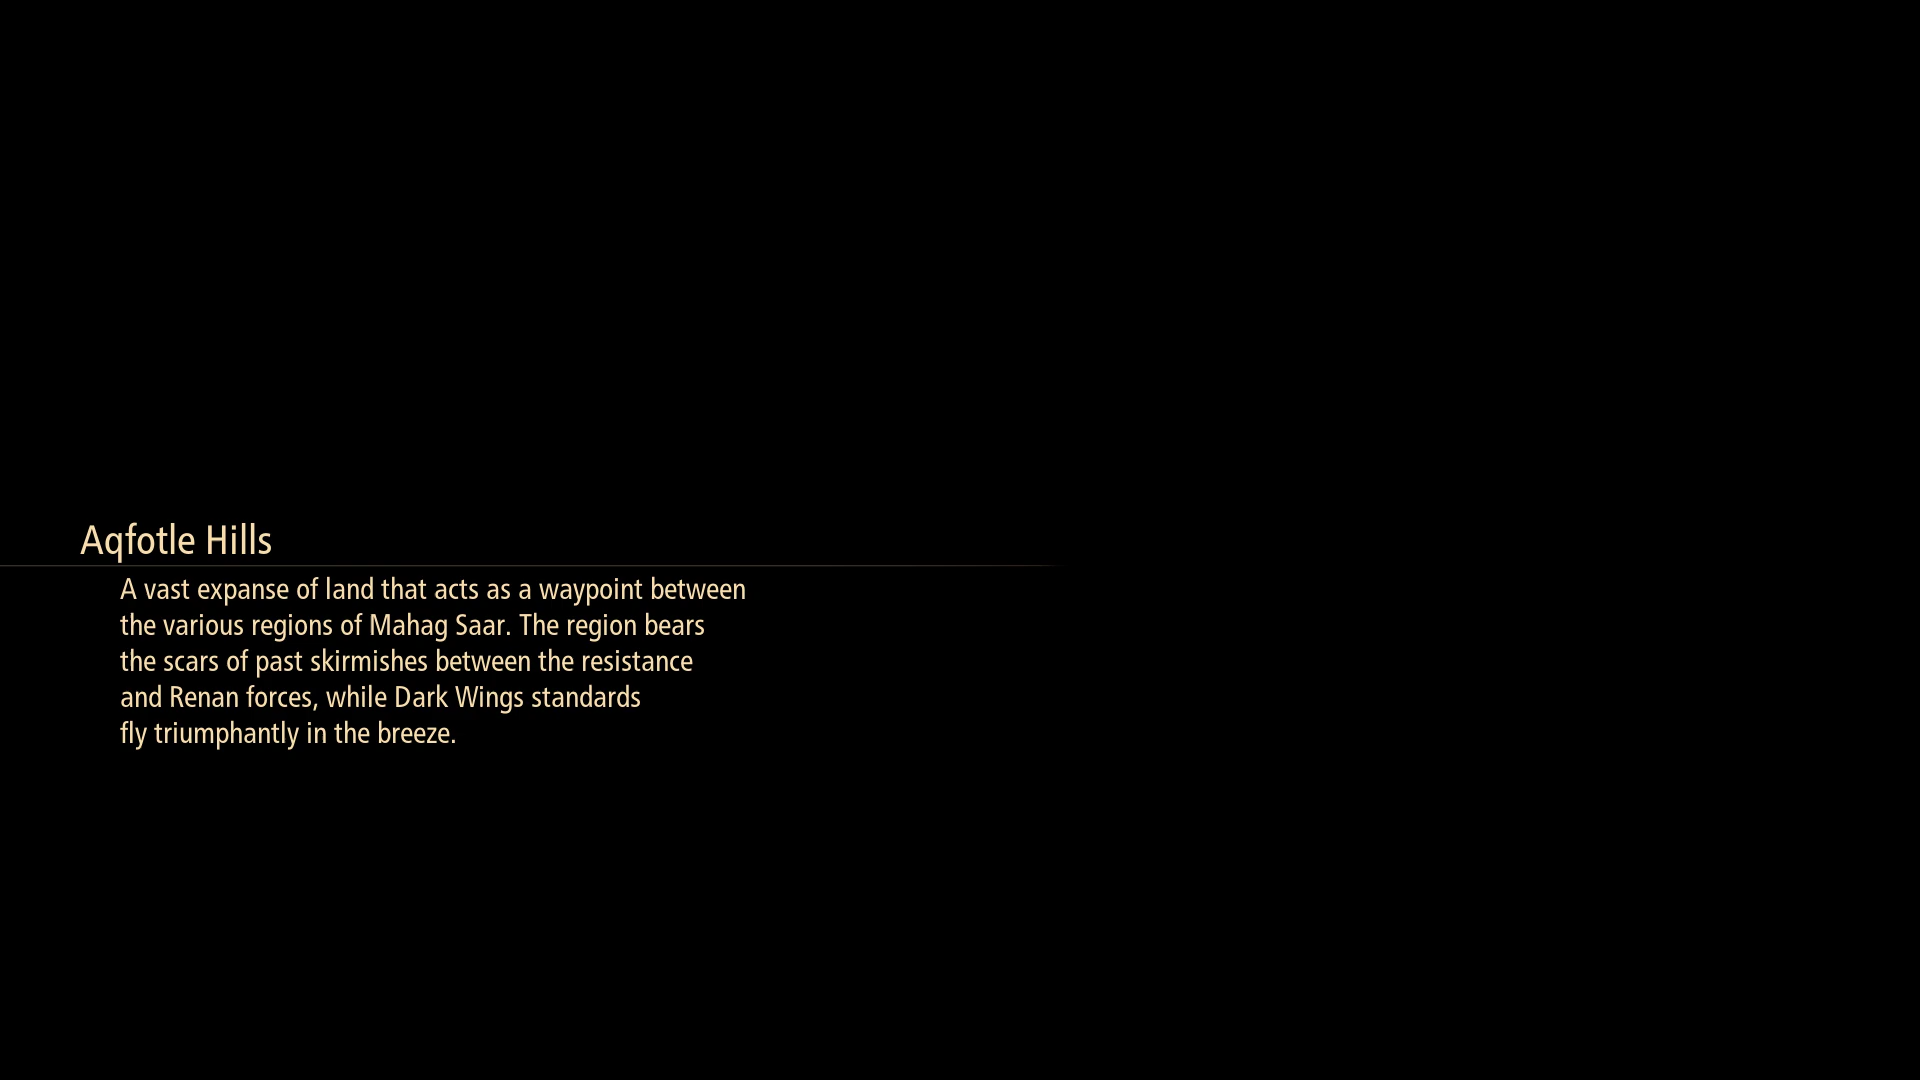 Aqfotle Hills
A vast expanse of land that acts as a waypoint between
the various regions of Mahag Saar. The region bears
the scars of past skirmishes between the resistance
and Renan forces, while Dark Wings standards
fly triumphantly in the breeze.